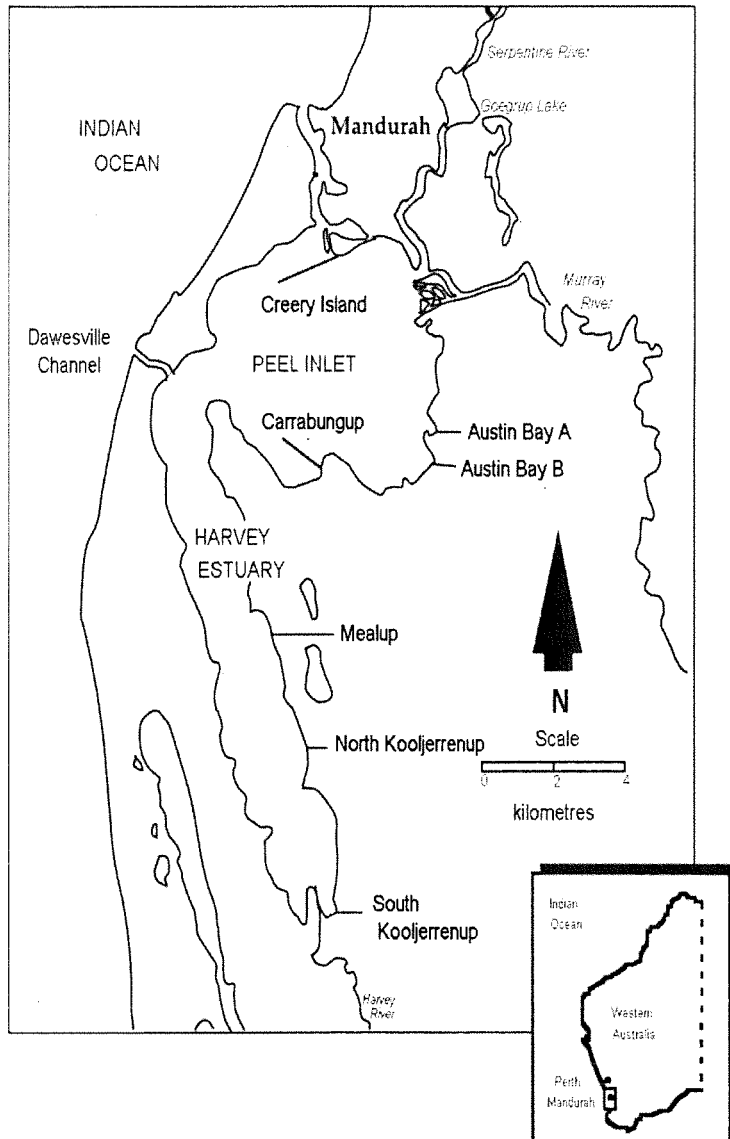 Serpentine River
Goegrup Lake
INDIAN
OCEAN
Mandurah
Murray
River
Creery Island
Dawesville
Channel
PEEL INLET
Carrabungup
Austin Bay A
Austin Bay B
HARVEY
ESTUARY
Mealup
N
North Kooljerrenup
Scale
0 2 4
kilometres
South
Kooljerrenup
Harvey
River
Indian
Ocean
Western
Australia
Perth
Mandurah